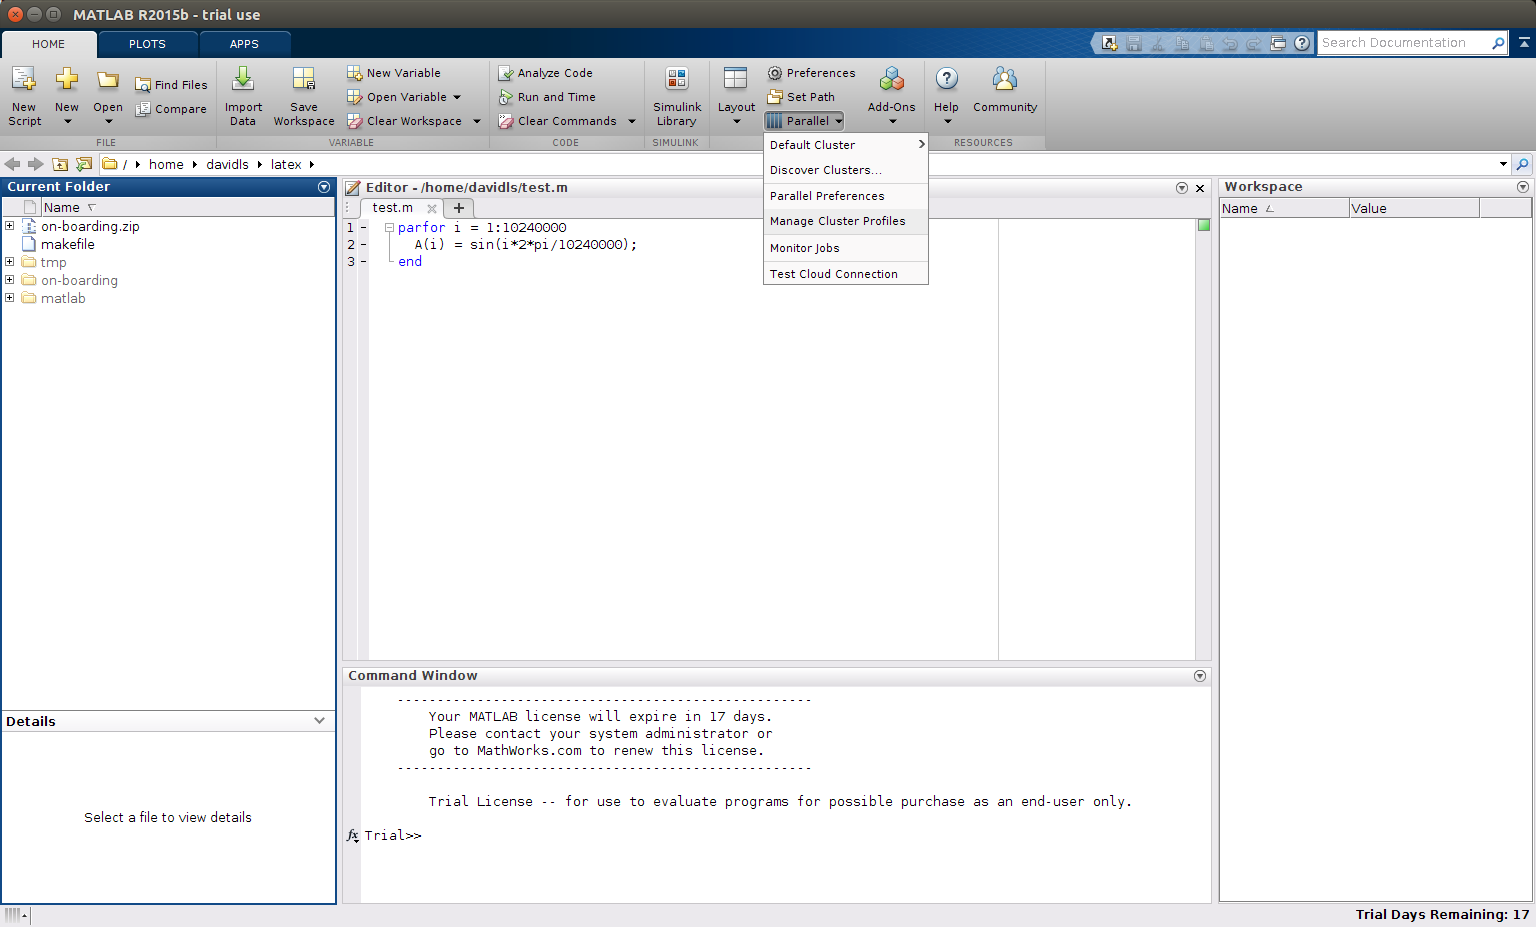 MATLAB R2015b - trial use
HOME PLOTS APPS
Search Documentation
New Script
New
Open
Find Files
Compare
FILE
Import Data
Save Workspace
New Variable
Open Variable
Clear Workspace
VARIABLE
Analyze Code
Run and Time
Clear Commands
CODE
Simulink Library
SIMULINK
Layout
Preferences
Set Path
Parallel
Add-Ons
Help
Community
RESOURCES
Default Cluster
Discover Clusters...
Parallel Preferences
Manage Cluster Profiles
Monitor Jobs
Test Cloud Connection
/ home davidls latex
Current Folder
Name
on-boarding.zip
makefile
tmp
on-boarding
matlab
Details
Select a file to view details
Editor - /home/davidls/test.m
test.m
1 - parfor i = 1:10240000
2 - A(i) = sin(i*2*pi/10240000);
3 - end
Command Window
----------------------------------------------------
Your MATLAB license will expire in 17 days.
Please contact your system administrator or
go to MathWorks.com to renew this license.
----------------------------------------------------
Trial License -- for use to evaluate programs for possible purchase as an end-user only.
fx Trial>>
Workspace
Name Value
Trial Days Remaining: 17